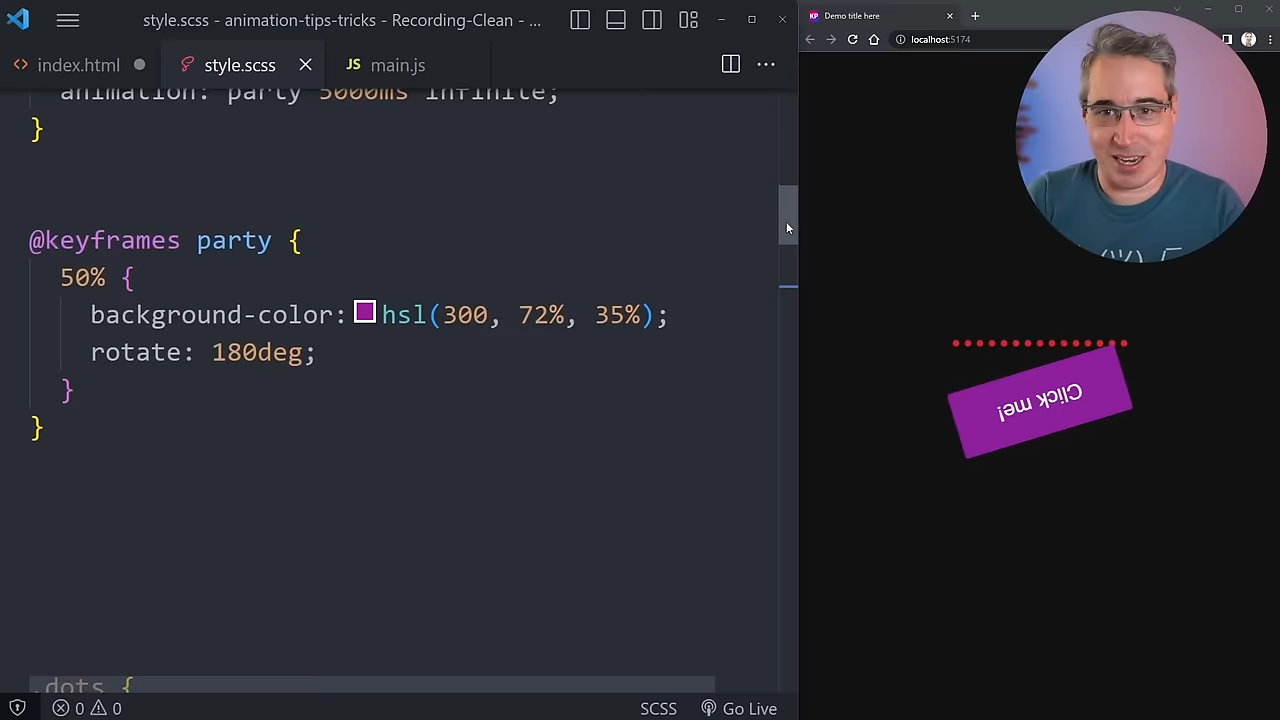 style.scss - animation-tips-tricks - Recording-Clean - ...
index.html
style.scss
JS main.js
animation: party 5000ms infinite;
}
@keyframes party {
50% {
background-color: hsl(300, 72%, 35%);
rotate: 180deg;
}
}
.dots {
0 0
SCSS
Go Live
KP Demo title here
localhost:5174
Click me!